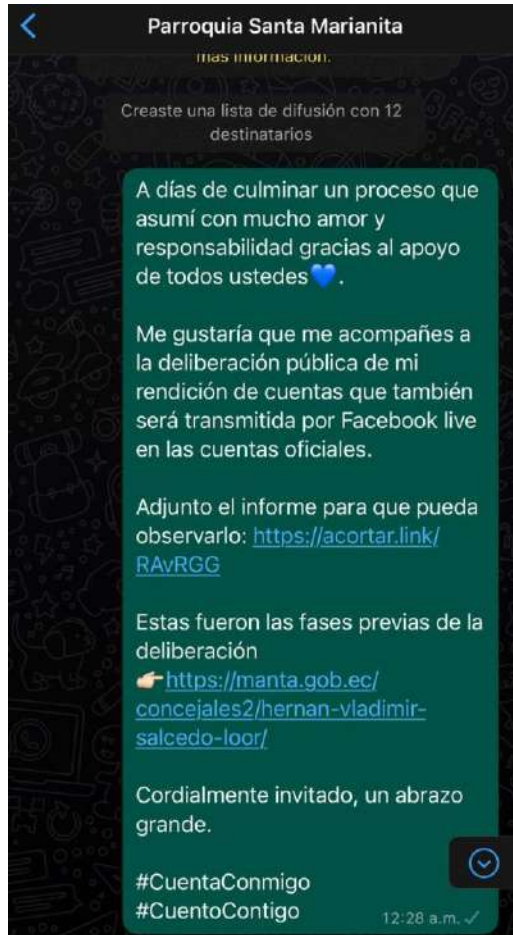 Parroquia Santa Marianita
más información.
Creaste una lista de difusión con 12
destinatarios
A días de culminar un proceso que
asumí con mucho amor y
responsabilidad gracias al apoyo
de todos ustedes💙.
Me gustaría que me acompañes a
la deliberación pública de mi
rendición de cuentas que también
será transmitida por Facebook live
en las cuentas oficiales.
Adjunto el informe para que pueda
observarlo: https://acortar.link/
RAvRGG
Estas fueron las fases previas de la
deliberación
👉🏻https://manta.gob.ec/
concejales2/hernan-vladimir-
salcedo-loor/
Cordialmente invitado, un abrazo
grande.
#CuentaConmigo
#CuentoContigo
12:28 a.m.